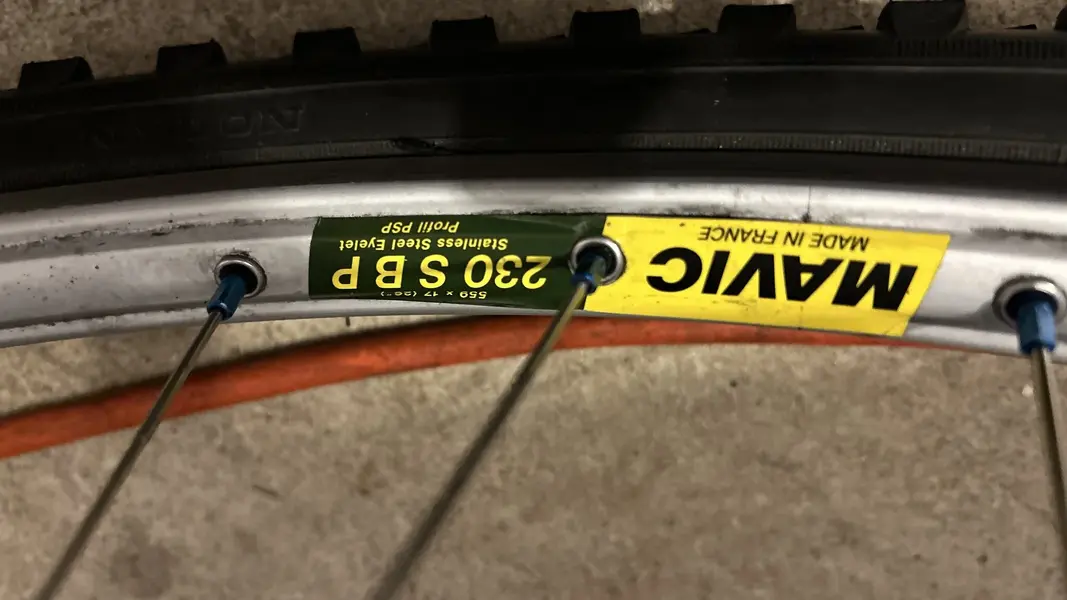 MAVIC
MADE IN FRANCE
559 x 17 (26")
230 S B P
Stainless Steel Eyelet
Profil PSP